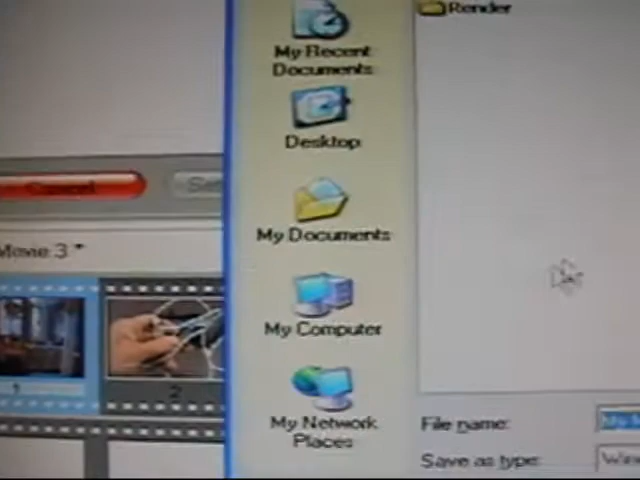 Render
My Recent
Documents
Desktop
Cancel
My Documents
Movie 3 *
My Computer
1
2
My Network
Places
File name:
Save as type: